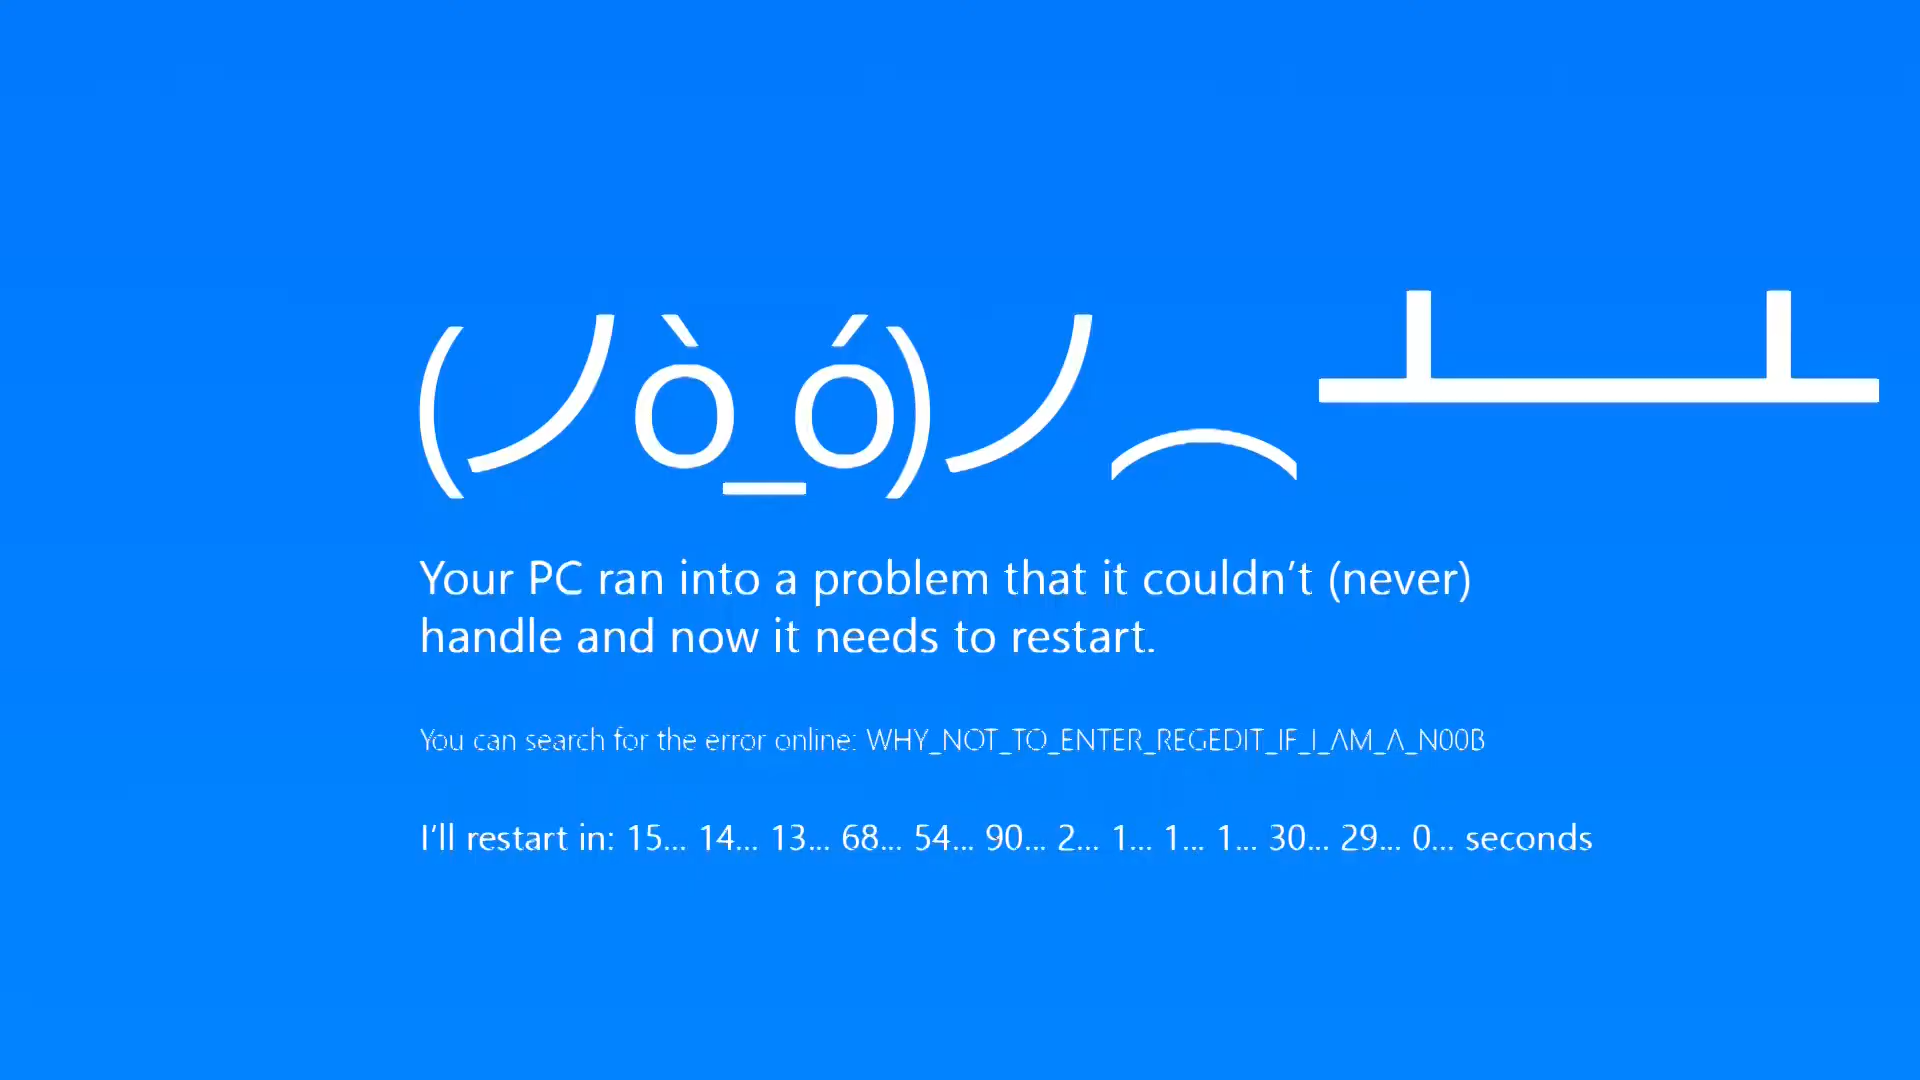 (ノò_ó)ノ︵┻━┻
Your PC ran into a problem that it couldn’t (never)
handle and now it needs to restart.
You can search for the error online: WHY_NOT_TO_ENTER_REGEDIT_IF_I_AM_A_N00B
I’ll restart in: 15... 14... 13... 68... 54... 90... 2... 1... 1... 1... 30... 29... 0... seconds